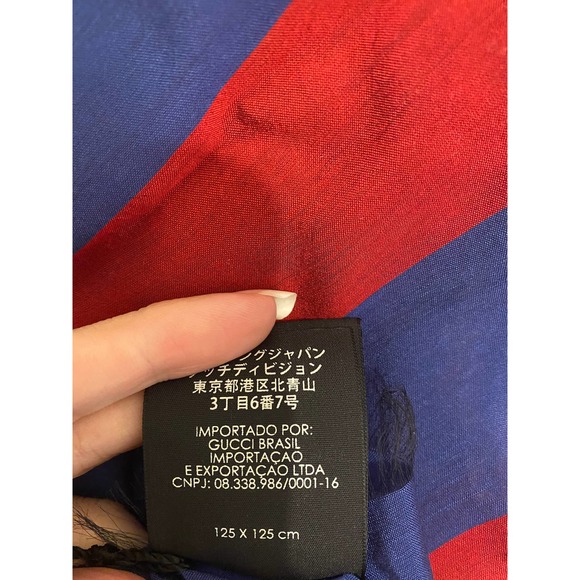 ングジャパン
ッチディビジョン
東京都港区北青山
3丁目6番7号
IMPORTADO POR:
GUCCI BRASIL
IMPORTAÇAO
E EXPORTAÇAO LTDA
CNPJ: 08.338.986/0001-16
125 X 125 cm